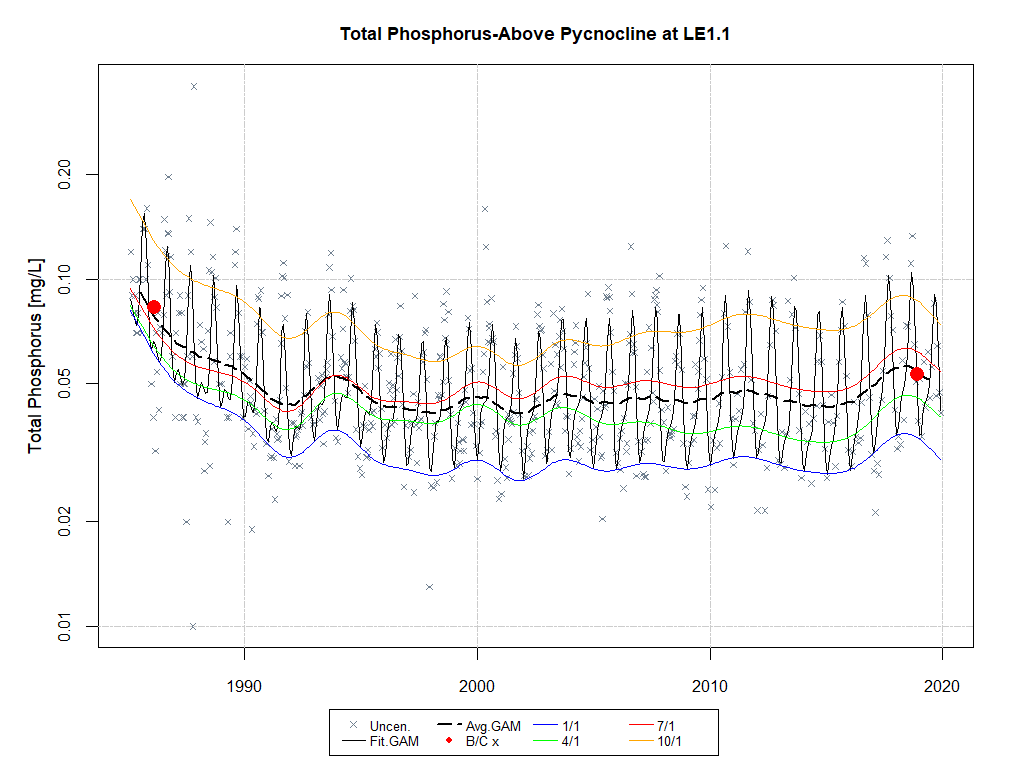 Total Phosphorus-Above Pycnocline at LE1.1
Total Phosphorus [mg/L]
0.20
0.10
0.05
0.02
0.01
1990 2000 2010 2020
Uncen. Avg.GAM 1/1 7/1
Fit.GAM B/C x 4/1 10/1